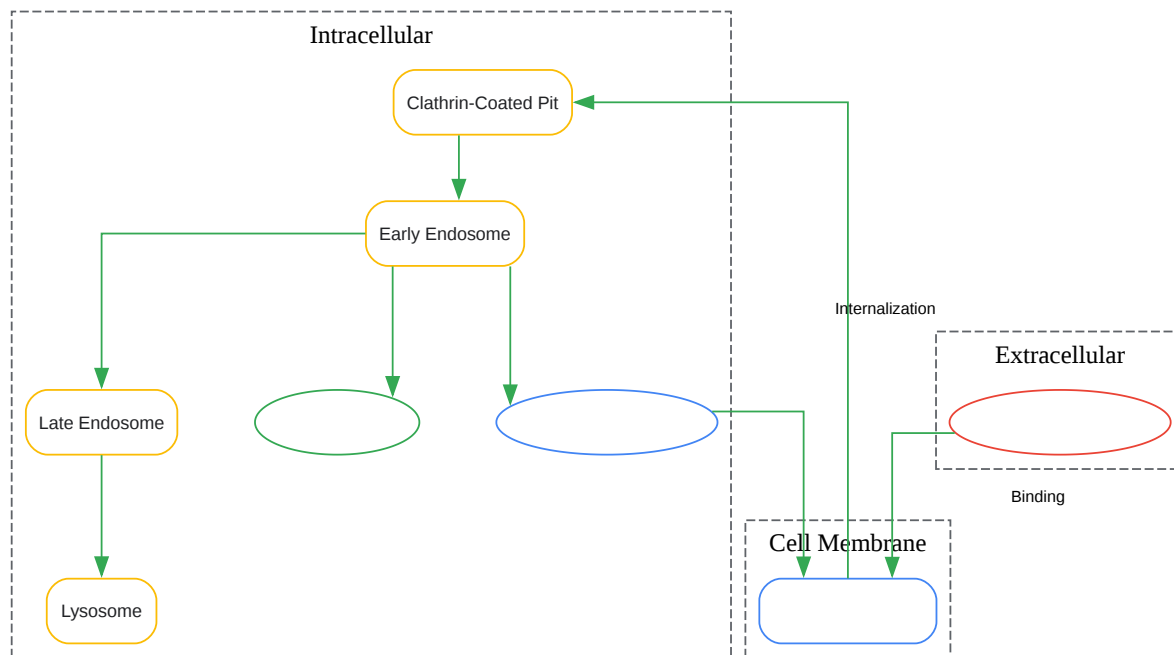 Intracellular
Clathrin-Coated Pit
Early Endosome
Internalization
Extracellular
Late Endosome
Binding
Cell Membrane
Lysosome